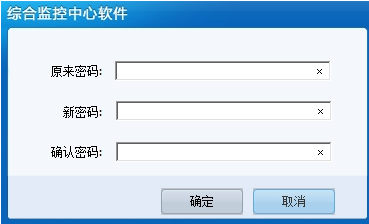 综合监控中心软件
原来密码: ×
新密码: ×
确认密码: ×
确定 取消